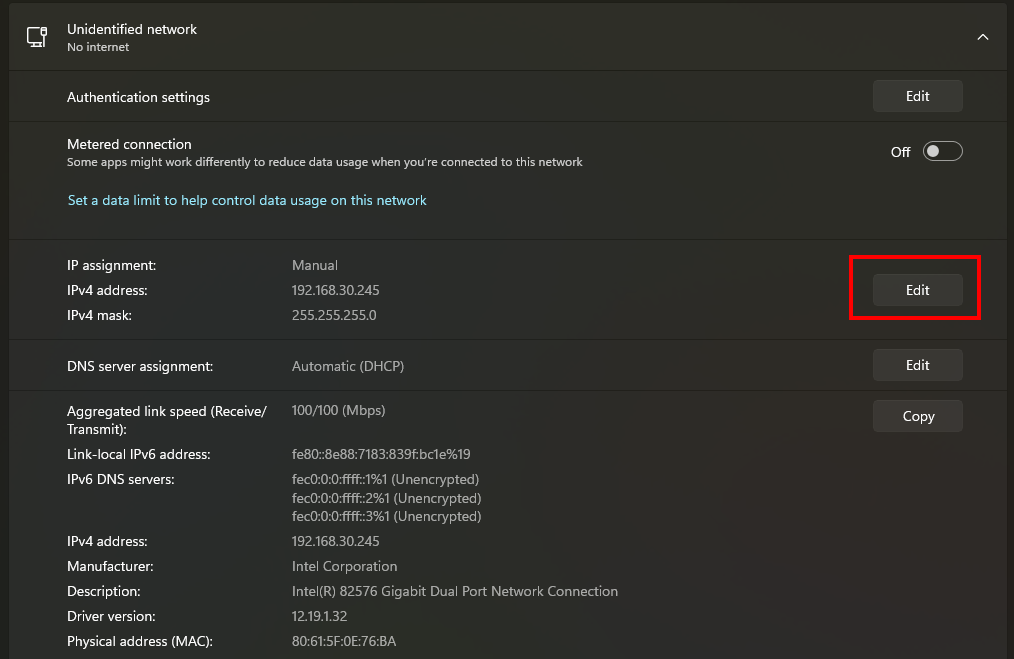 Unidentified network
No internet
Authentication settings
Edit
Metered connection
Some apps might work differently to reduce data usage when you're connected to this network
Off
Set a data limit to help control data usage on this network
IP assignment: Manual
IPv4 address: 192.168.30.245
IPv4 mask: 255.255.255.0
Edit
DNS server assignment: Automatic (DHCP)
Edit
Aggregated link speed (Receive/
Transmit): 100/100 (Mbps)
Copy
Link-local IPv6 address: fe80::8e88:7183:839f:bc1e%19
IPv6 DNS servers: fec0:0:0:ffff::1%1 (Unencrypted)
fec0:0:0:ffff::2%1 (Unencrypted)
fec0:0:0:ffff::3%1 (Unencrypted)
IPv4 address: 192.168.30.245
Manufacturer: Intel Corporation
Description: Intel(R) 82576 Gigabit Dual Port Network Connection
Driver version: 12.19.1.32
Physical address (MAC): 80:61:5F:0E:76:BA